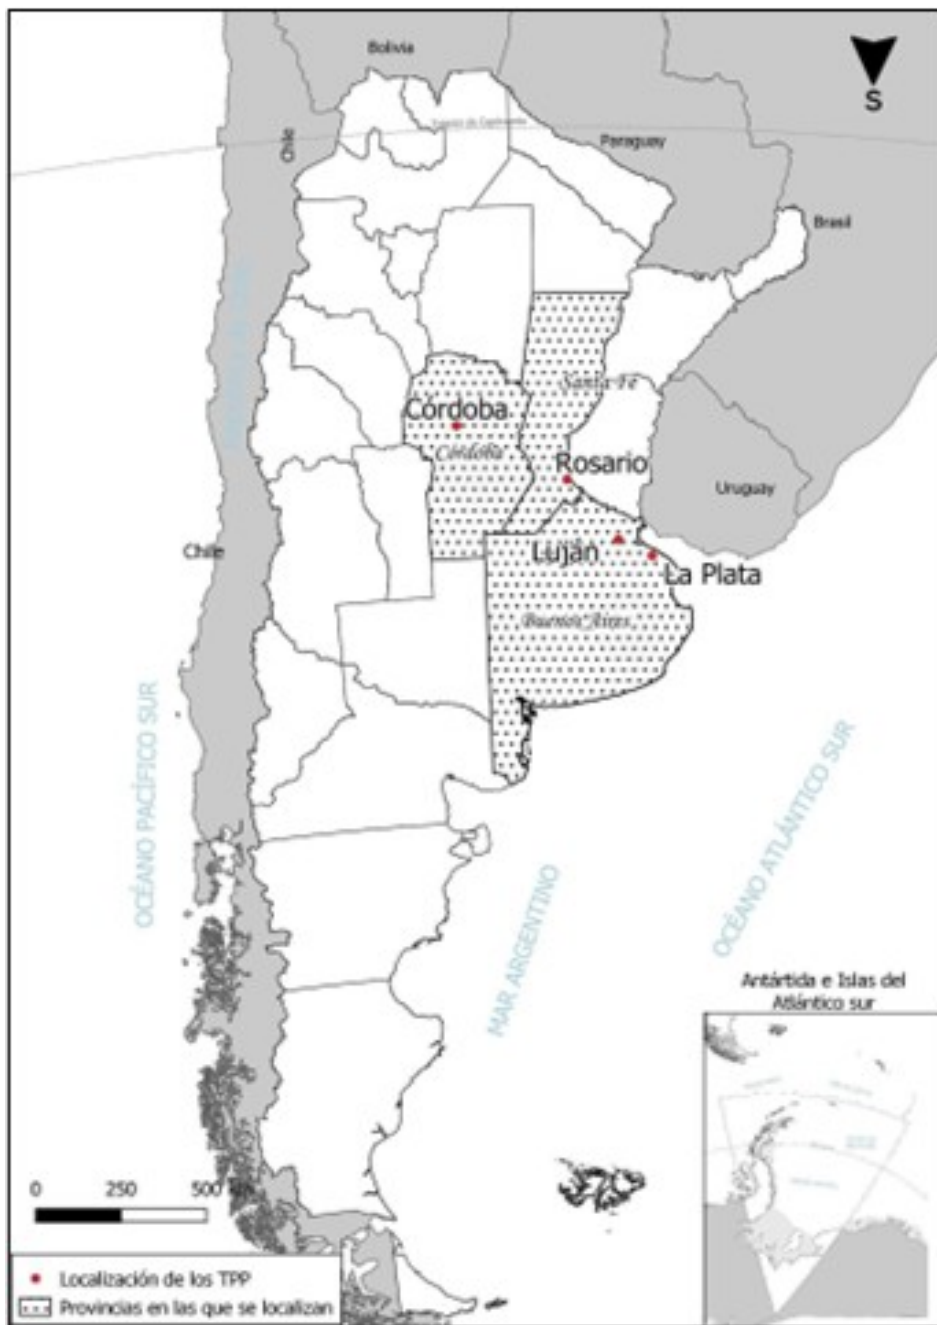 Bolivia
S
Chile
Paraguay
Brasil
Santa Fe
Córdoba
Córdoba
Rosario
Uruguay
Chile
Luján
La Plata
Buenos Aires
OCÉANO PACÍFICO SUR
OCÉANO ATLÁNTICO SUR
MAR ARGENTINO
Antártida e Islas del
Atlántico sur
0 250 500
Localización de los TPP
Provincias en las que se localizan